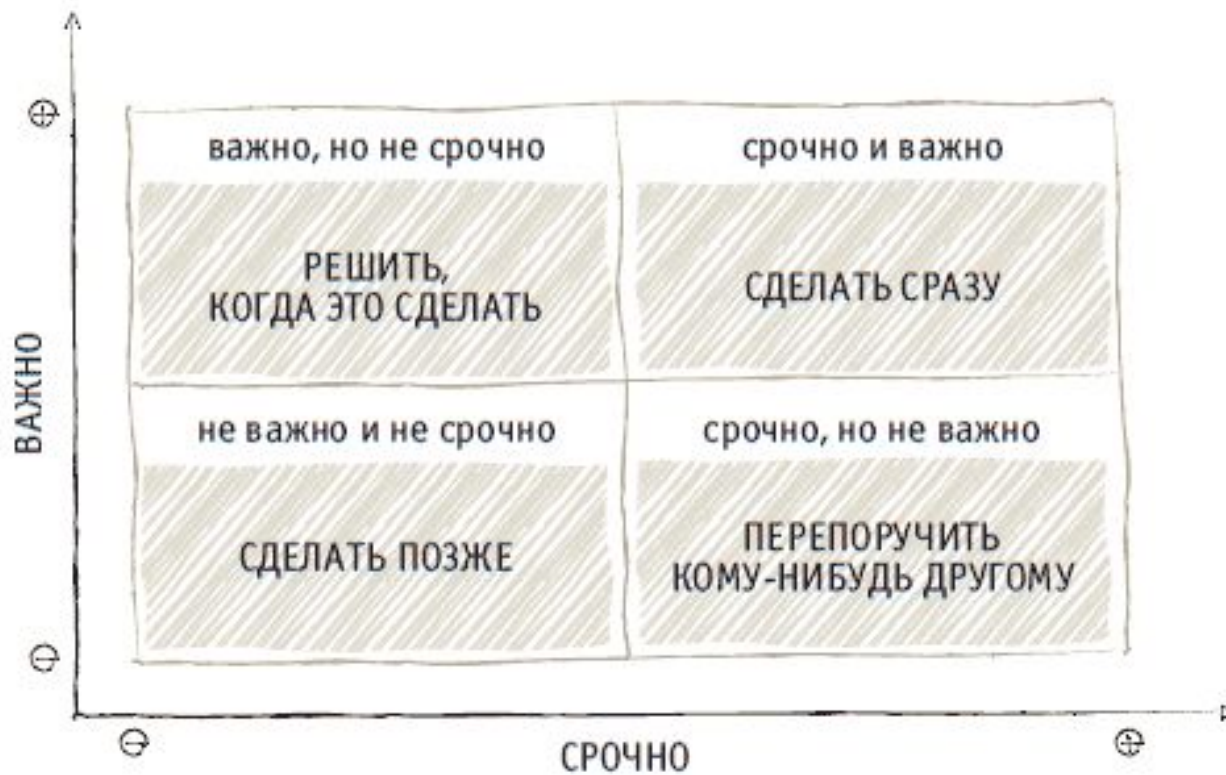 важно, но не срочно
РЕШИТЬ,
КОГДА ЭТО СДЕЛАТЬ
срочно и важно
СДЕЛАТЬ СРАЗУ
не важно и не срочно
СДЕЛАТЬ ПОЗЖЕ
срочно, но не важно
ПЕРЕПОРУЧИТЬ
КОМУ-НИБУДЬ ДРУГОМУ
ВАЖНО
СРОЧНО